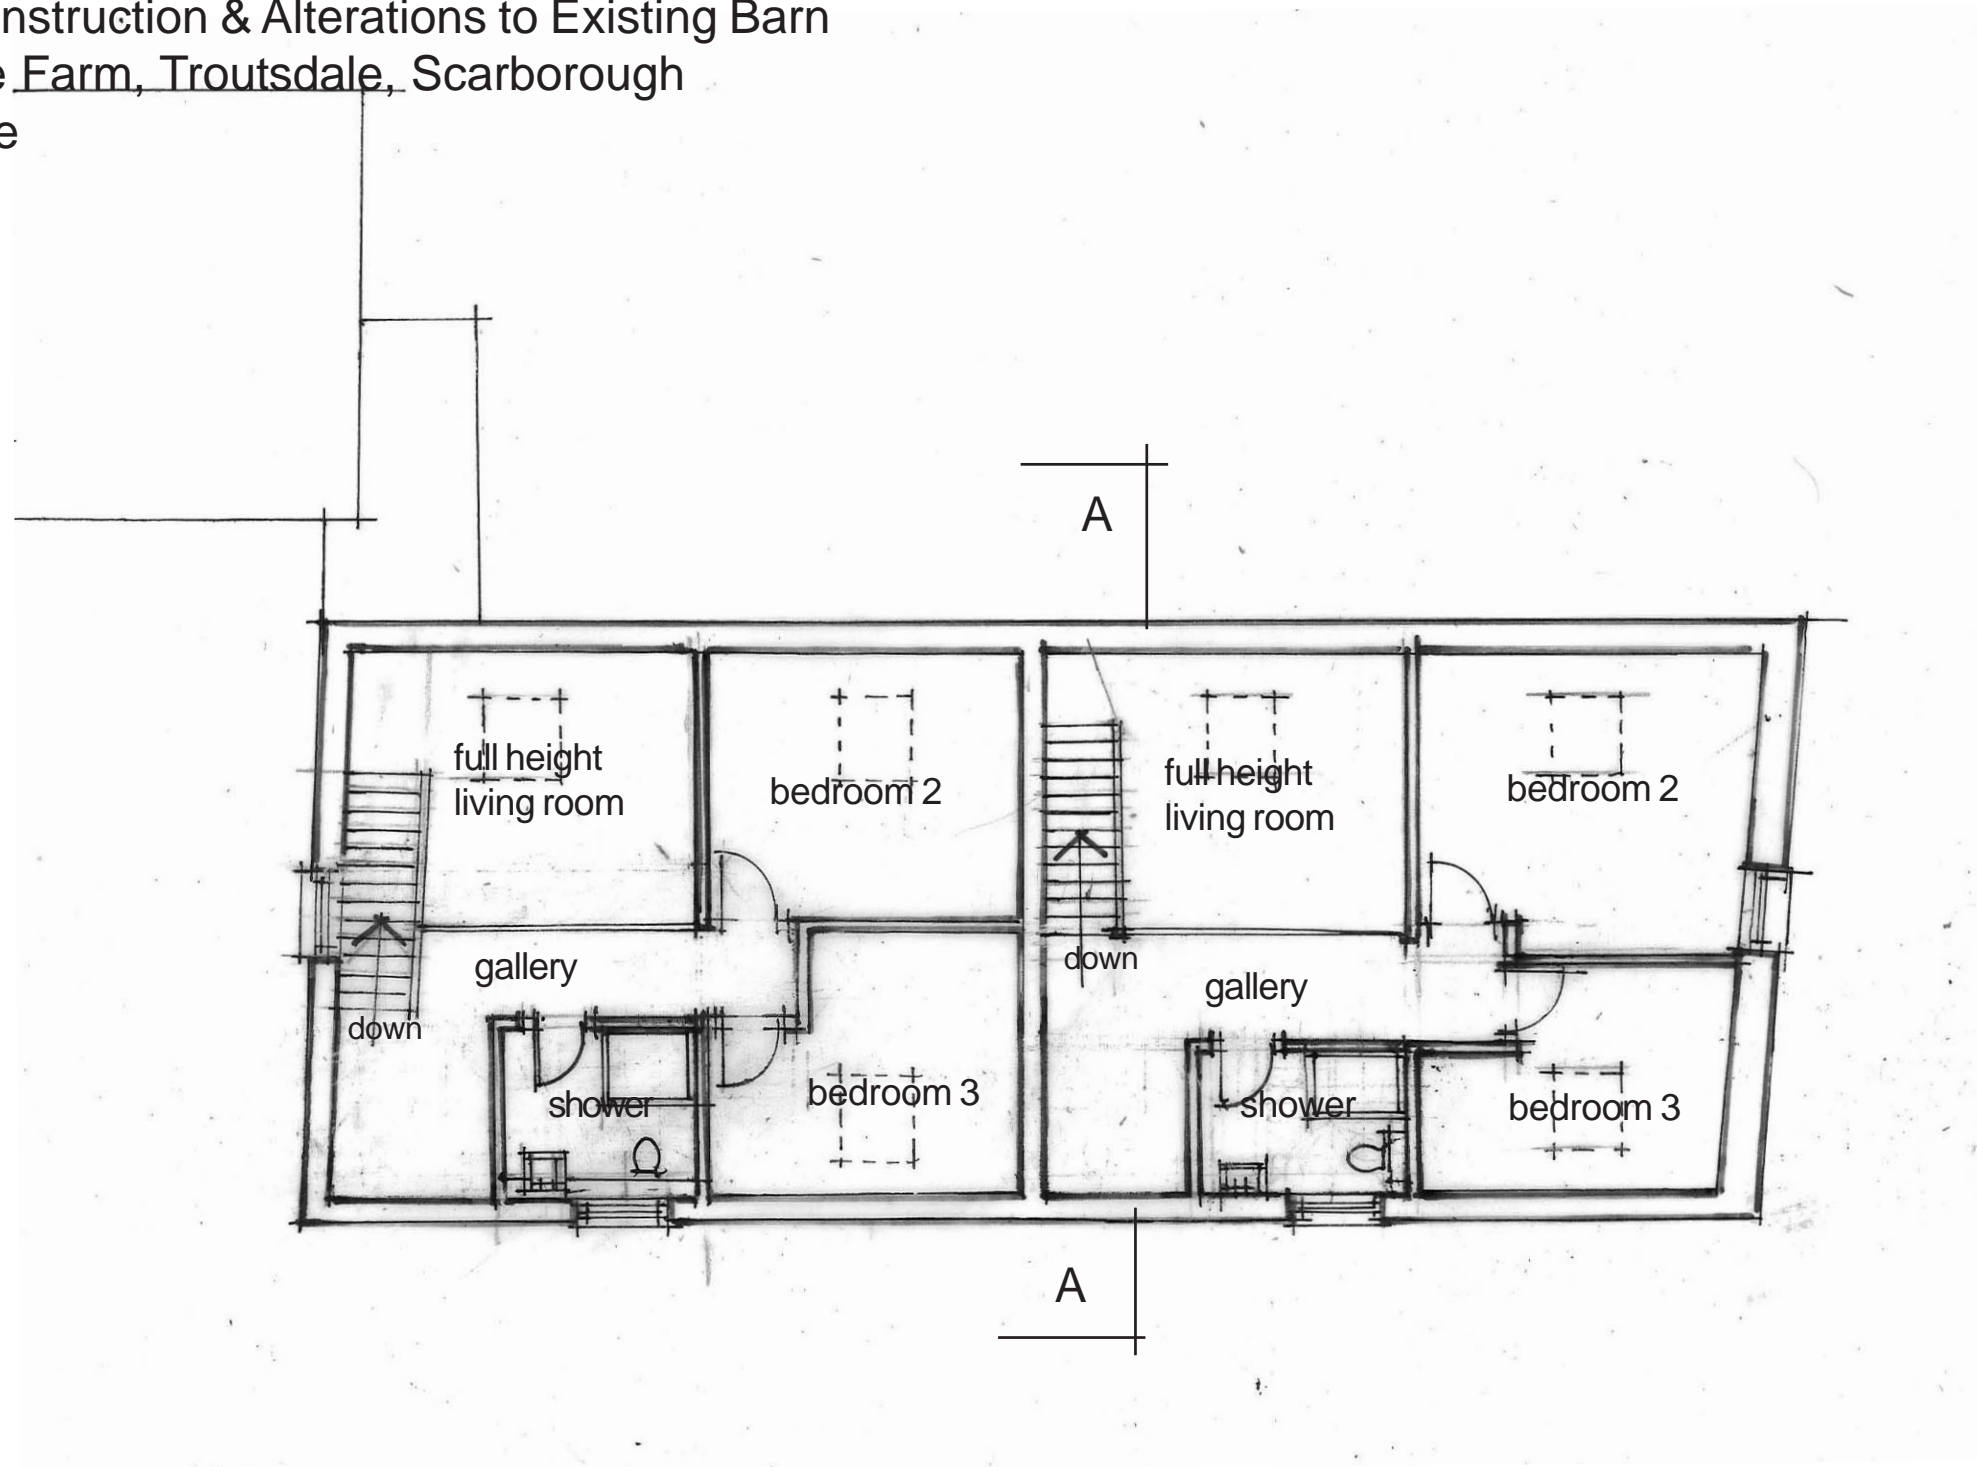 nstruction & Alterations to Existing Barn
e Farm, Troutsdale, Scarborough
e
A
full height
living room
bedroom 2
full height
living room
bedroom 2
gallery
down
down
gallery
shower
bedroom 3
shower
bedroom 3
A